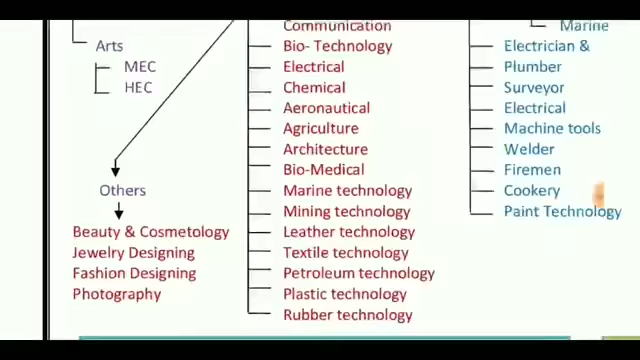 Arts
MEC
HEC
Others
Beauty & Cosmetology
Jewelry Designing
Fashion Designing
Photography
Communication
Bio- Technology
Electrical
Chemical
Aeronautical
Agriculture
Architecture
Bio-Medical
Marine technology
Mining technology
Leather technology
Textile technology
Petroleum technology
Plastic technology
Rubber technology
Marine
Electrician &
Plumber
Surveyor
Electrical
Machine tools
Welder
Firemen
Cookery
Paint Technology